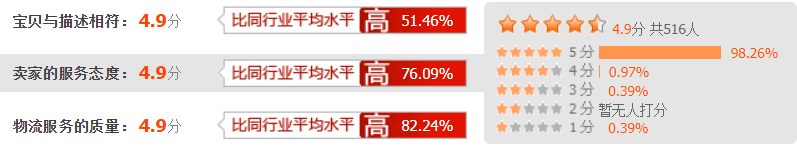 宝贝与描述相符： 4.9分 比同行业平均水平 高 51.46%
卖家的服务态度： 4.9分 比同行业平均水平 高 76.09%
物流服务的质量： 4.9分 比同行业平均水平 高 82.24%
4.9分 共516人
5 分 98.26%
4 分 0.97%
3 分 0.39%
2 分 暂无人打分
1 分 0.39%